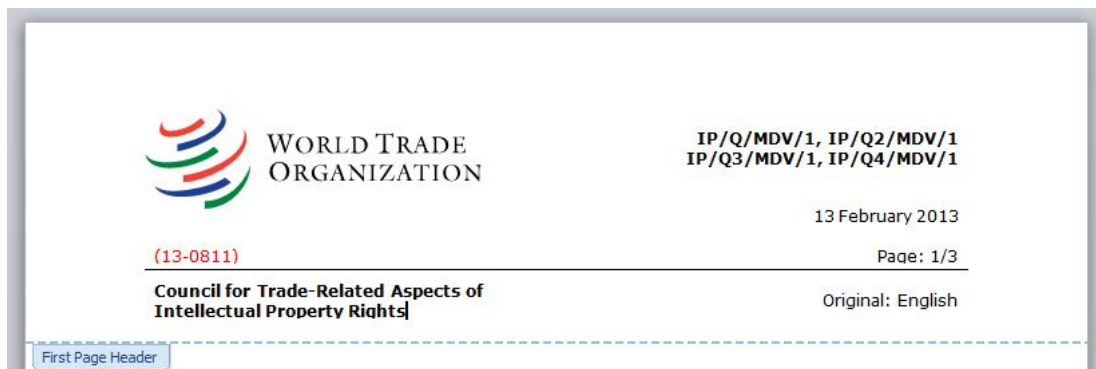 WORLD TRADE
ORGANIZATION
IP/Q/MDV/1, IP/Q2/MDV/1
IP/Q3/MDV/1, IP/Q4/MDV/1
13 February 2013
(13-0811)
Page: 1/3
Council for Trade-Related Aspects of
Intellectual Property Rights
Original: English
First Page Header